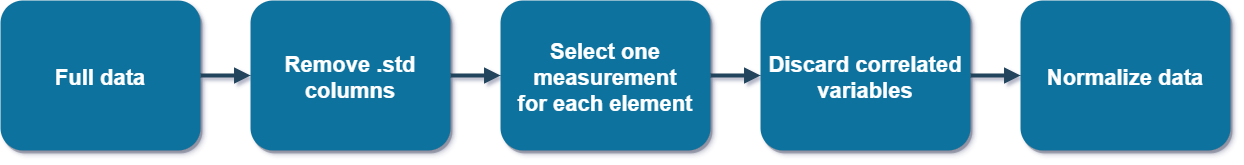 Full data
Remove .std
columns
Select one
measurement
for each element
Discard correlated
variables
Normalize data